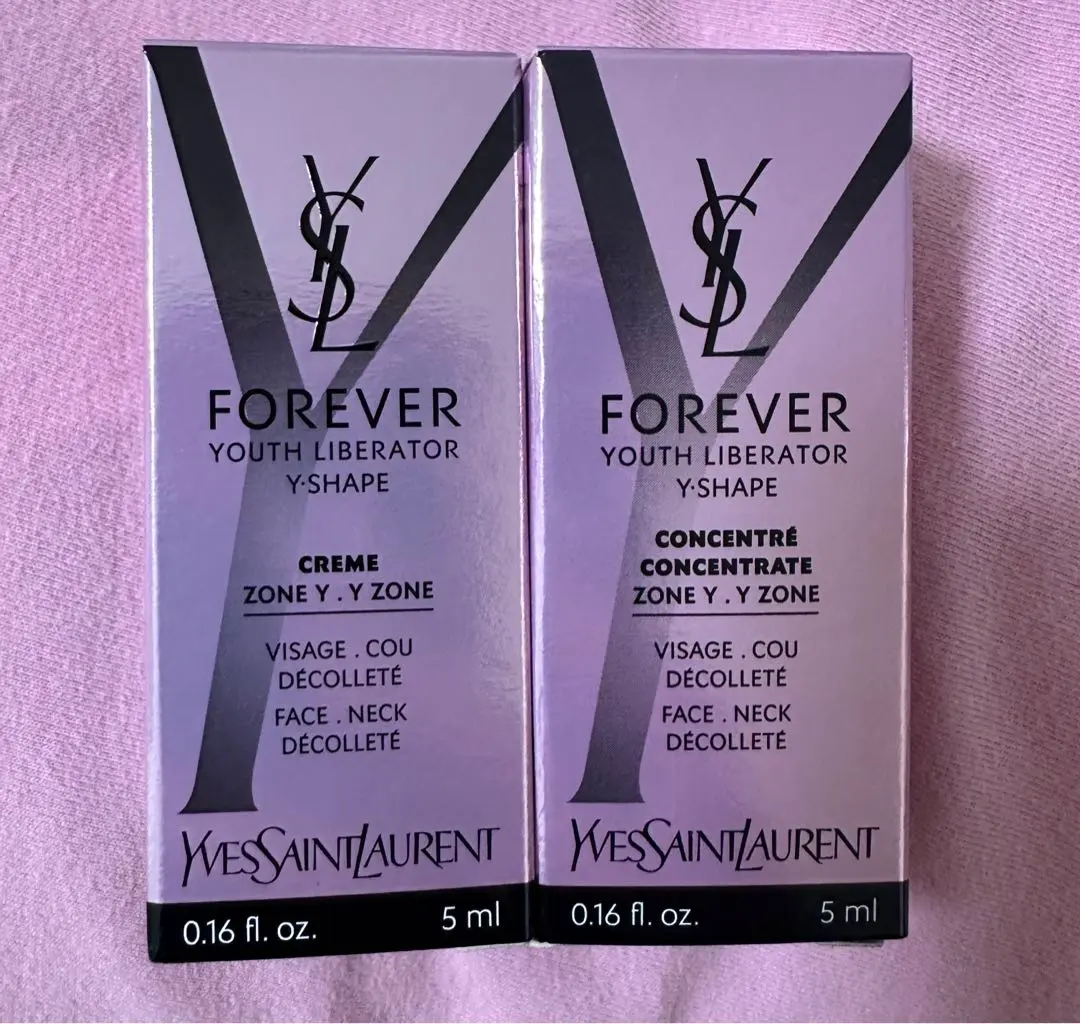 YSL
FOREVER
YOUTH LIBERATOR
Y·SHAPE
CREME
ZONE Y . Y ZONE
VISAGE . COU
DÉCOLLETÉ
FACE . NECK
DÉCOLLETÉ
YVESSAINTLAURENT
0.16 fl. oz. 5 ml
YSL
FOREVER
YOUTH LIBERATOR
Y·SHAPE
CONCENTRÉ
CONCENTRATE
ZONE Y . Y ZONE
VISAGE . COU
DÉCOLLETÉ
FACE . NECK
DÉCOLLETÉ
YVESSAINTLAURENT
0.16 fl. oz. 5 ml